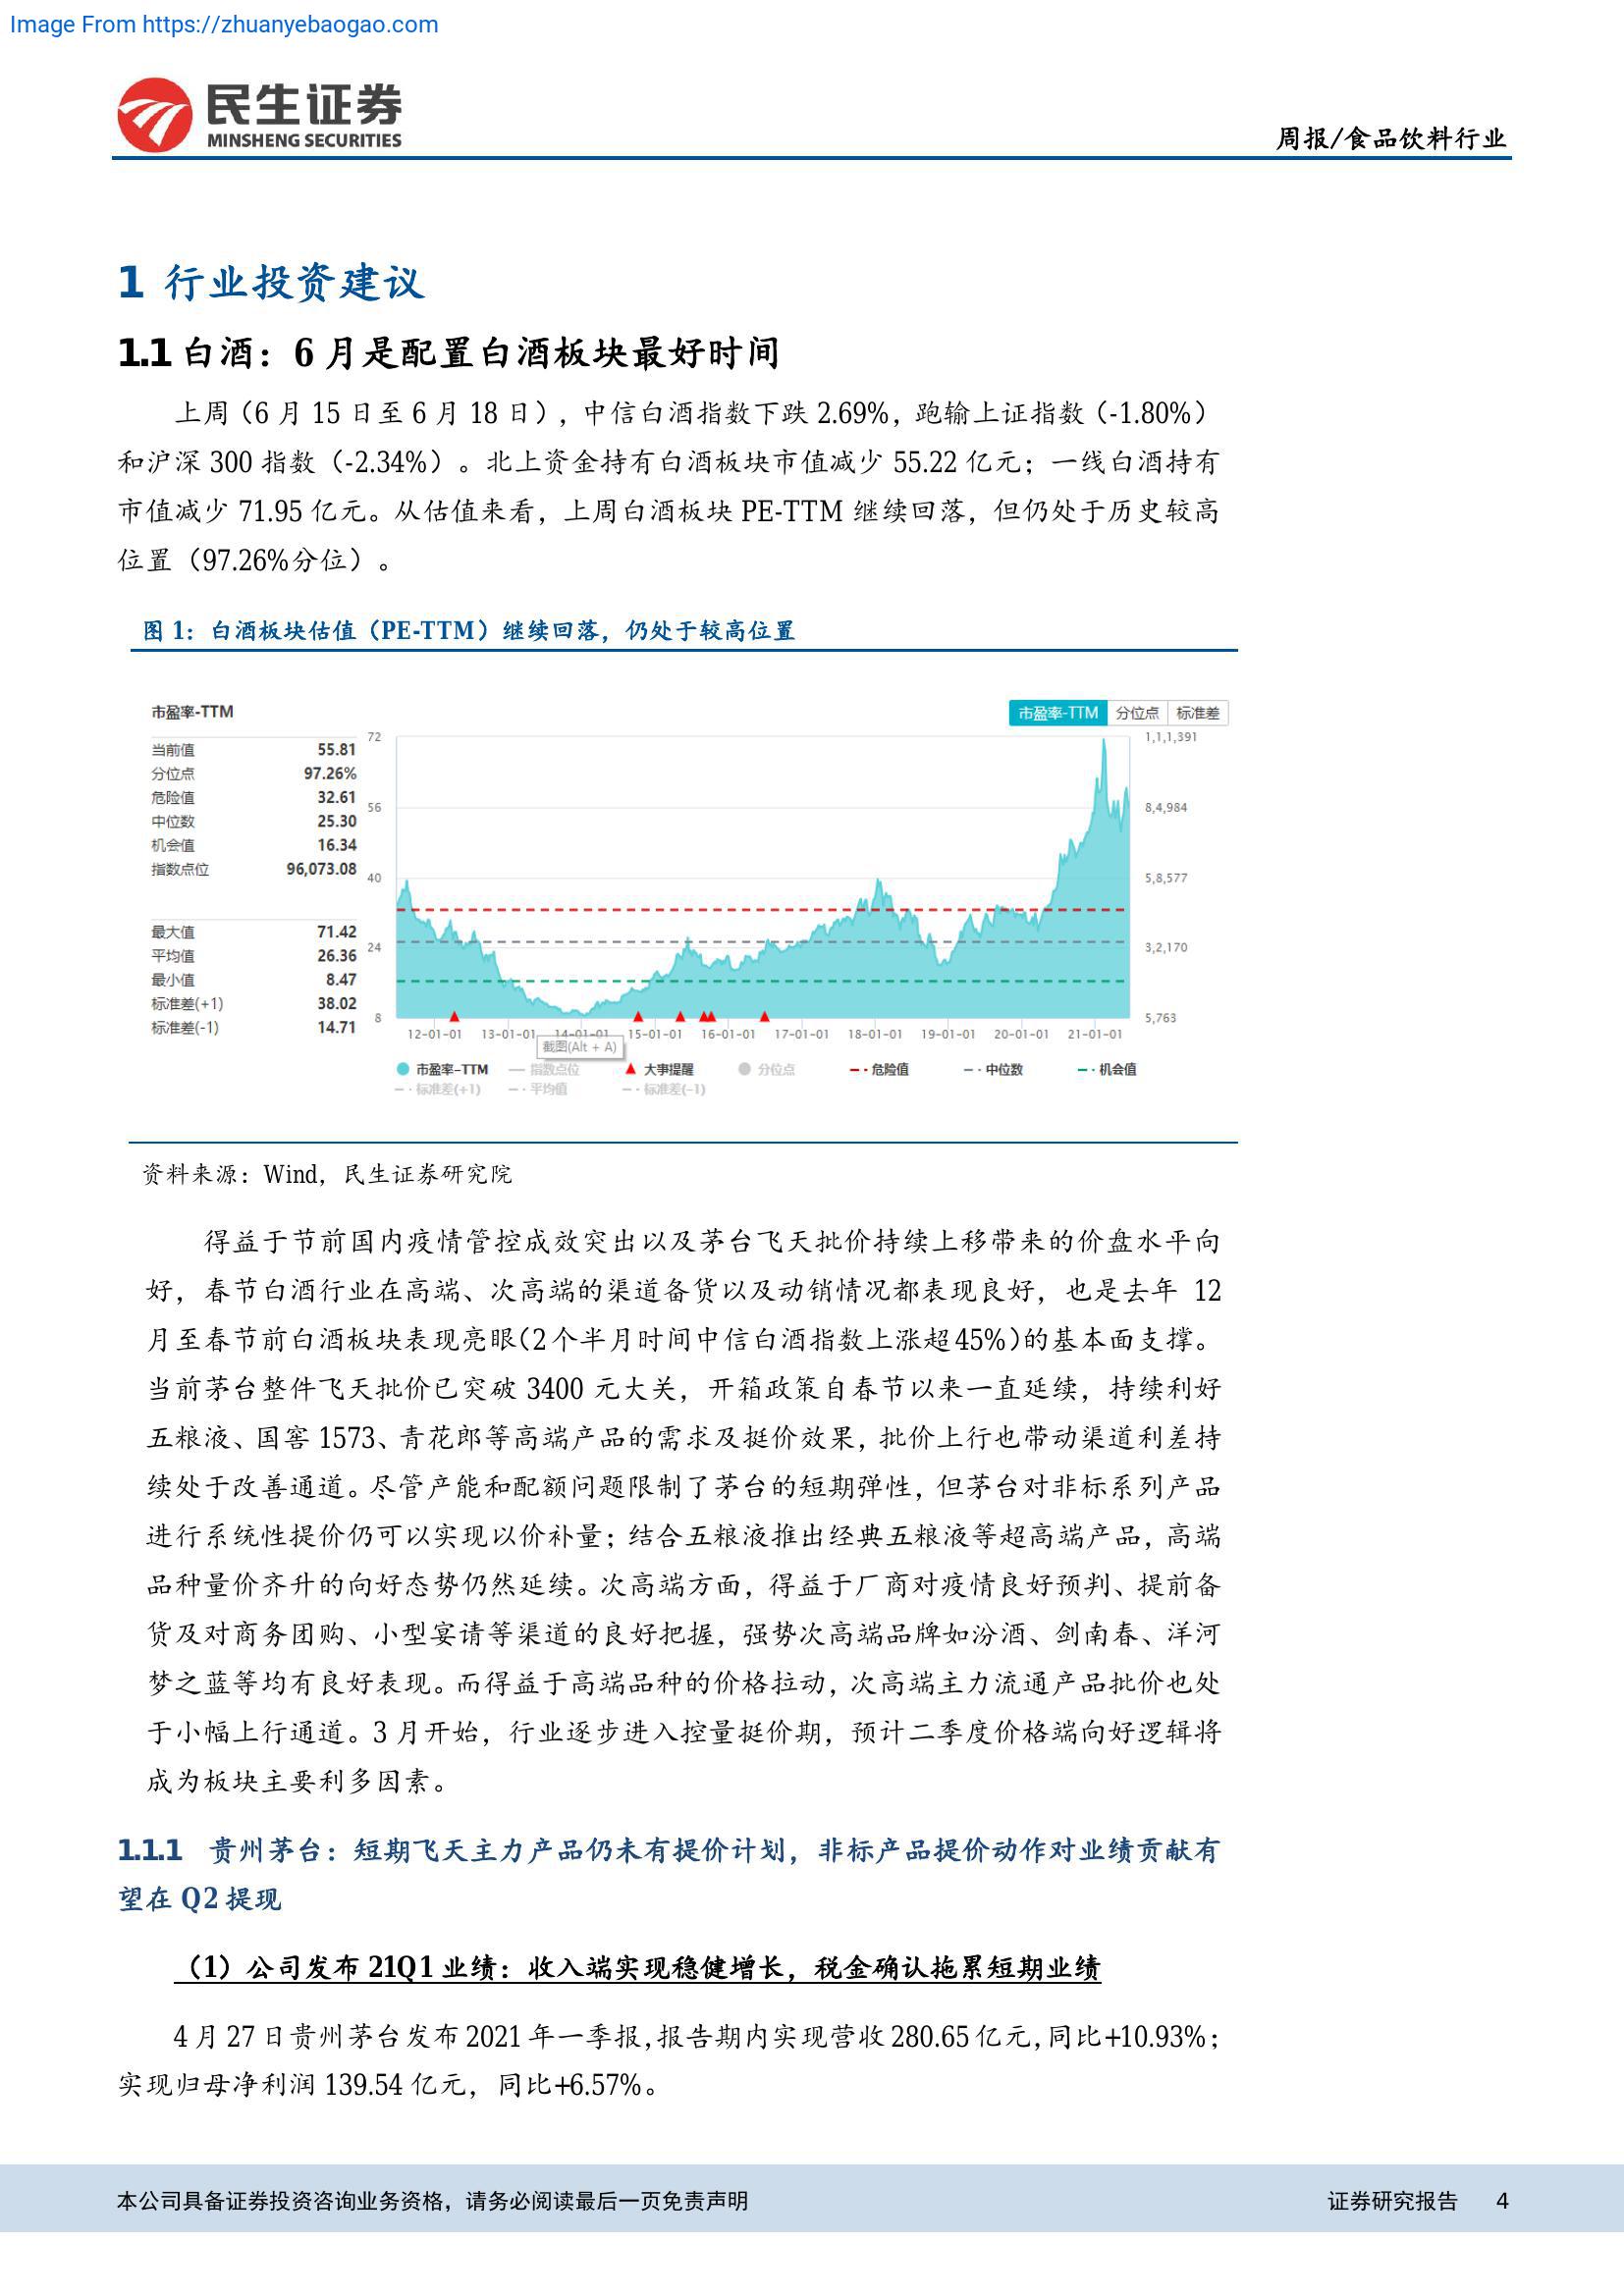 Image From https://zhuanyebaogao.com
民生证券
MINSHENG SECURITIES
周报/食品饮料行业
1 行业投资建议
1.1 白酒：6 月是配置白酒板块最好时间
上周（6 月 15 日至 6 月 18 日），中信白酒指数下跌 2.69%，跑输上证指数（-1.80%）
和沪深 300 指数（-2.34%）。北上资金持有白酒板块市值减少 55.22 亿元；一线白酒持有
市值减少 71.95 亿元。从估值来看，上周白酒板块 PE-TTM 继续回落，但仍处于历史较高
位置（97.26%分位）。
图 1：白酒板块估值（PE-TTM）继续回落，仍处于较高位置
市盈率-TTM
市盈率-TTM 分位点 标准差
当前值 55.81
分位点 97.26%
危险值 32.61
中位数 25.30
机会值 16.34
指数点位 96,073.08
最大值 71.42
平均值 26.36
最小值 8.47
标准差(+1) 38.02
标准差(-1) 14.71
72
56
40
24
8
1,1,1,391
8,4,984
5,8,577
3,2,170
5,763
12-01-01 13-01-01 14-01-01 15-01-01 16-01-01 17-01-01 18-01-01 19-01-01 20-01-01 21-01-01
截图(Alt + A)
市盈率-TTM 指数点位 大事提醒 分位点 危险值 中位数 机会值
标准差(+1) 平均值 标准差(-1)
资料来源：Wind，民生证券研究院
得益于节前国内疫情管控成效突出以及茅台飞天批价持续上移带来的价盘水平向
好，春节白酒行业在高端、次高端的渠道备货以及动销情况都表现良好，也是去年 12
月至春节前白酒板块表现亮眼（2 个半月时间中信白酒指数上涨超 45%）的基本面支撑。
当前茅台整件飞天批价已突破 3400 元大关，开箱政策自春节以来一直延续，持续利好
五粮液、国窖 1573、青花郎等高端产品的需求及挺价效果，批价上行也带动渠道利差持
续处于改善通道。尽管产能和配额问题限制了茅台的短期弹性，但茅台对非标系列产品
进行系统性提价仍可以实现以价补量；结合五粮液推出经典五粮液等超高端产品，高端
品种量价齐升的向好态势仍然延续。次高端方面，得益于厂商对疫情良好预判、提前备
货及对商务团购、小型宴请等渠道的良好把握，强势次高端品牌如汾酒、剑南春、洋河
梦之蓝等均有良好表现。而得益于高端品种的价格拉动，次高端主力流通产品批价也处
于小幅上行通道。3 月开始，行业逐步进入控量挺价期，预计二季度价格端向好逻辑将
成为板块主要利多因素。
1.1.1 贵州茅台：短期飞天主力产品仍未有提价计划，非标产品提价动作对业绩贡献有
望在 Q2 提现
（1）公司发布 21Q1 业绩：收入端实现稳健增长，税金确认拖累短期业绩
4 月 27 日贵州茅台发布 2021 年一季报，报告期内实现营收 280.65 亿元，同比+10.93%；
实现归母净利润 139.54 亿元，同比+6.57%。
本公司具备证券投资咨询业务资格，请务必阅读最后一页免责声明
证券研究报告 4